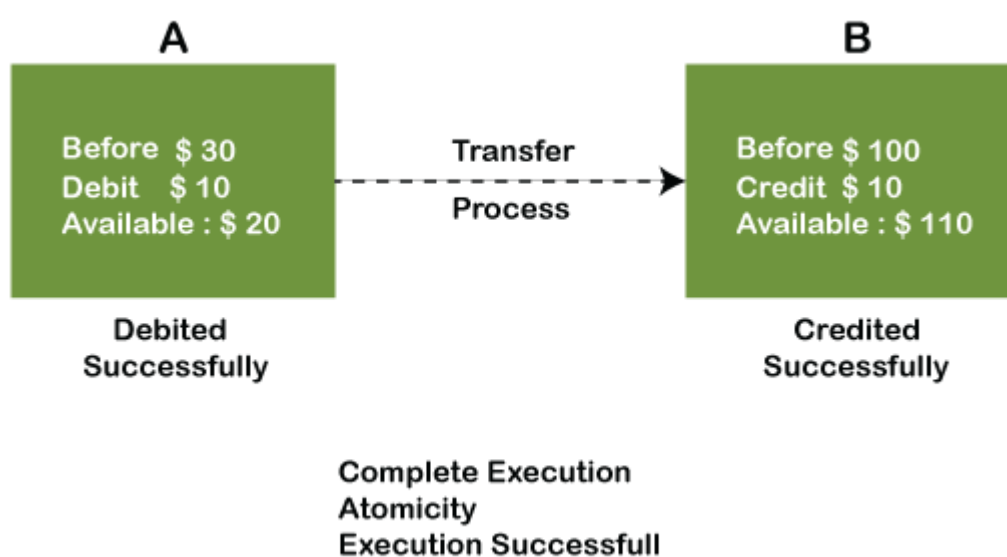 A
Before $ 30
Debit $ 10
Available : $ 20
Debited
Successfully
Transfer
Process
B
Before $ 100
Credit $ 10
Available : $ 110
Credited
Successfully
Complete Execution
Atomicity
Execution Successfull